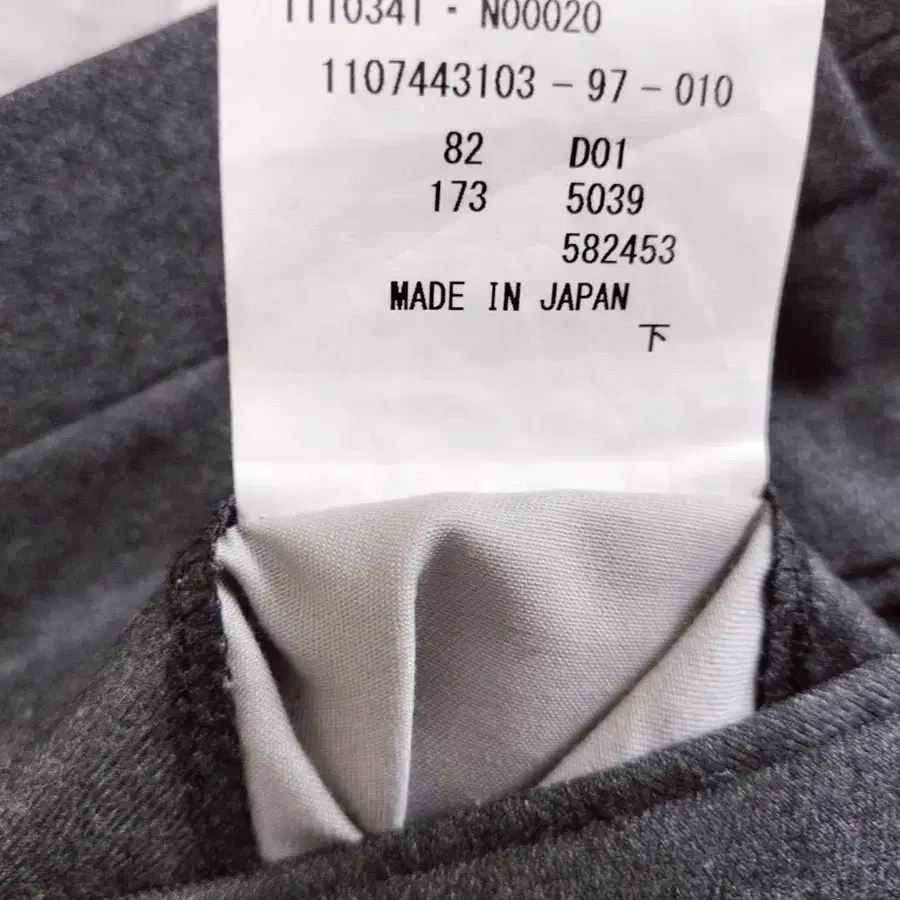 1110341 - N00020
1107443103 - 97 - 010
82 D01
173 5039
582453
MADE IN JAPAN
下